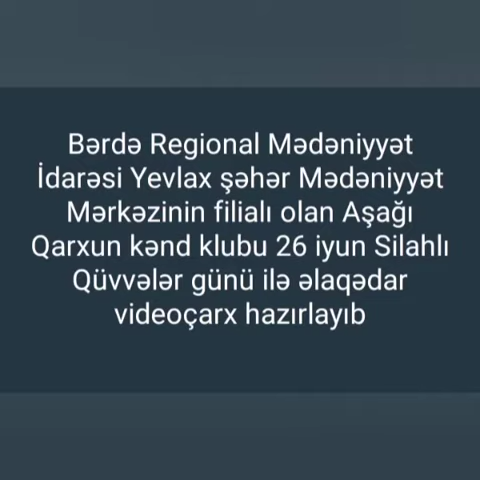 Bərdə Regional Mədəniyyət
İdarəsi Yevlax şəhər Mədəniyyət
Mərkəzinin filialı olan Aşağı
Qarxun kənd klubu 26 iyun Silahlı
Qüvvələr günü ilə əlaqədar
videoçarx hazırlayıb